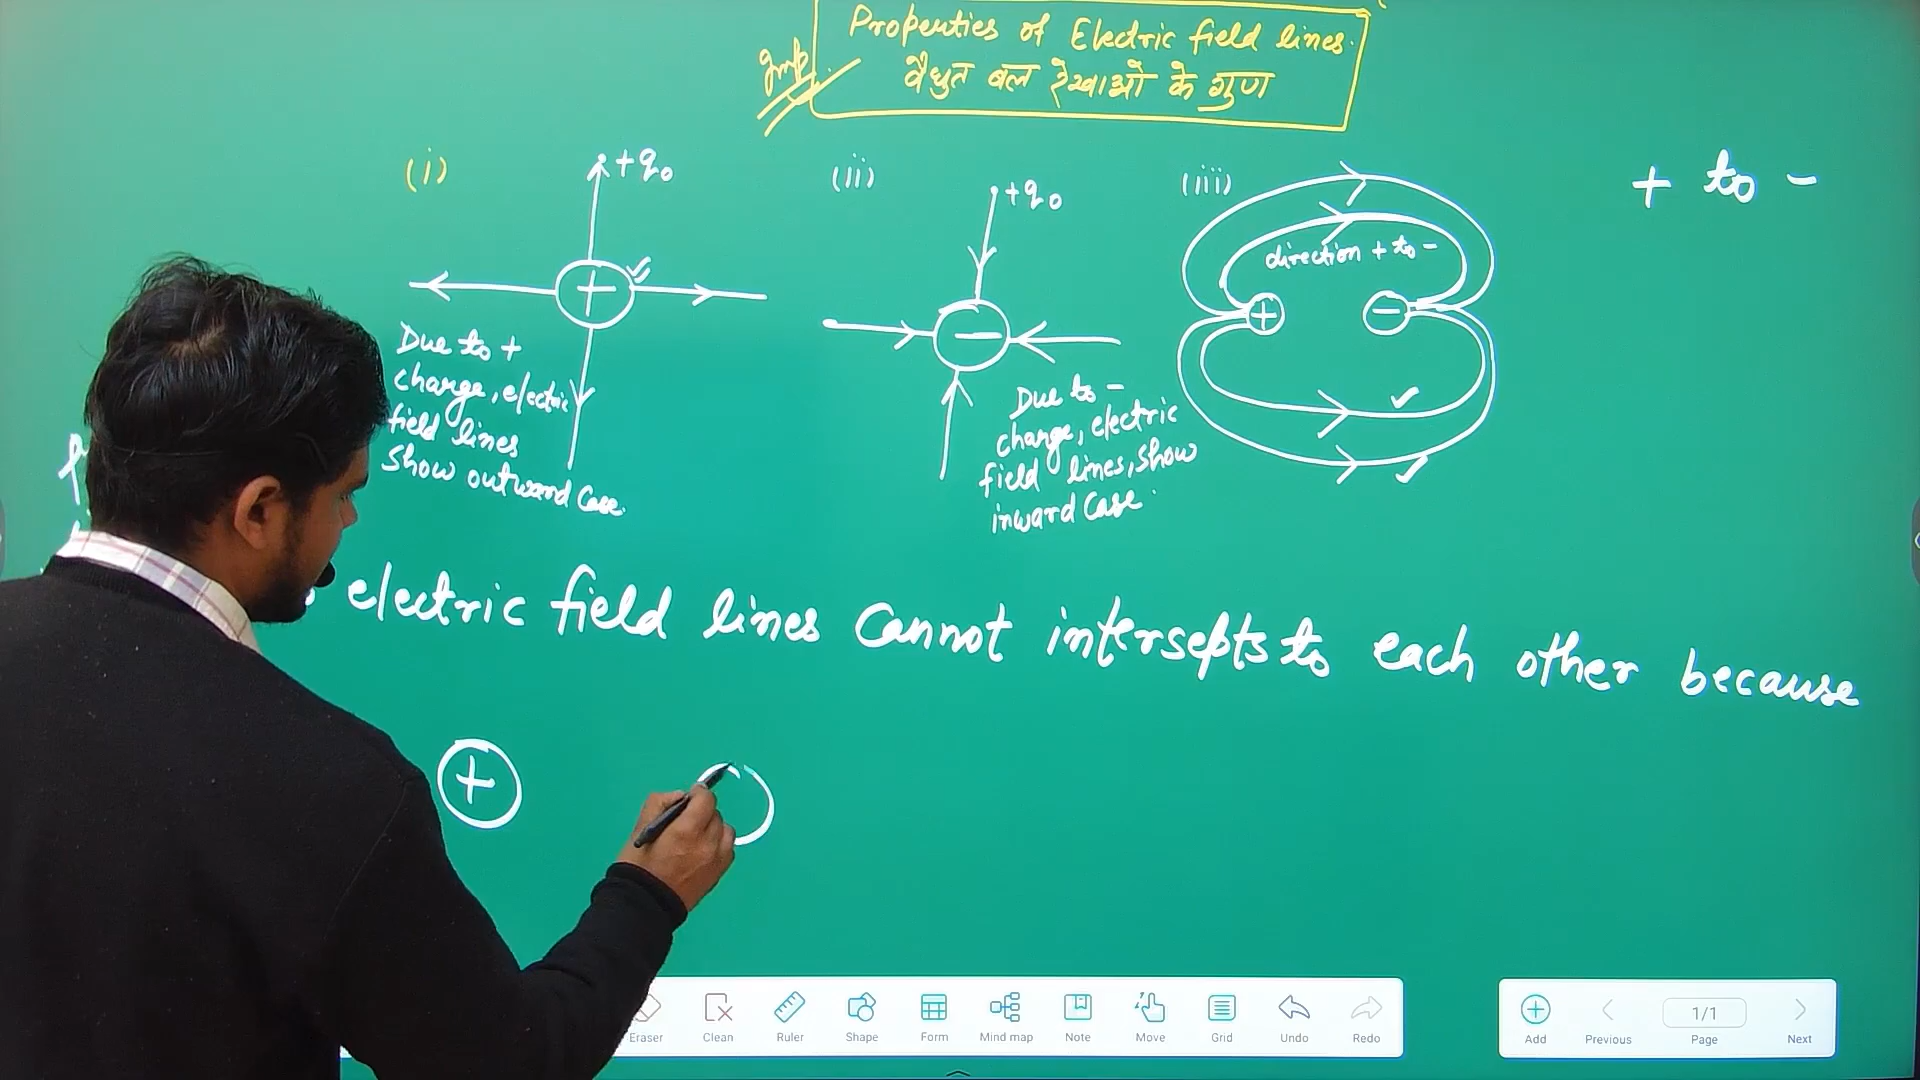 Properties of Electric field lines.
वैधुत बल रेखाओ के गुण
Imp.
(i)
+q₀
+
Due to +
charge, electric
field lines
show outward Case.
(ii)
+q₀
−
Due to −
charge, electric
field lines, show
inward Case.
(iii)
direction + to −
+
−
+ to −
electric field lines cannot intersepts to each other because
+
Eraser
Clean
Ruler
Shape
Form
Mind map
Note
Move
Grid
Undo
Redo
Add
Previous
1/1
Page
Next